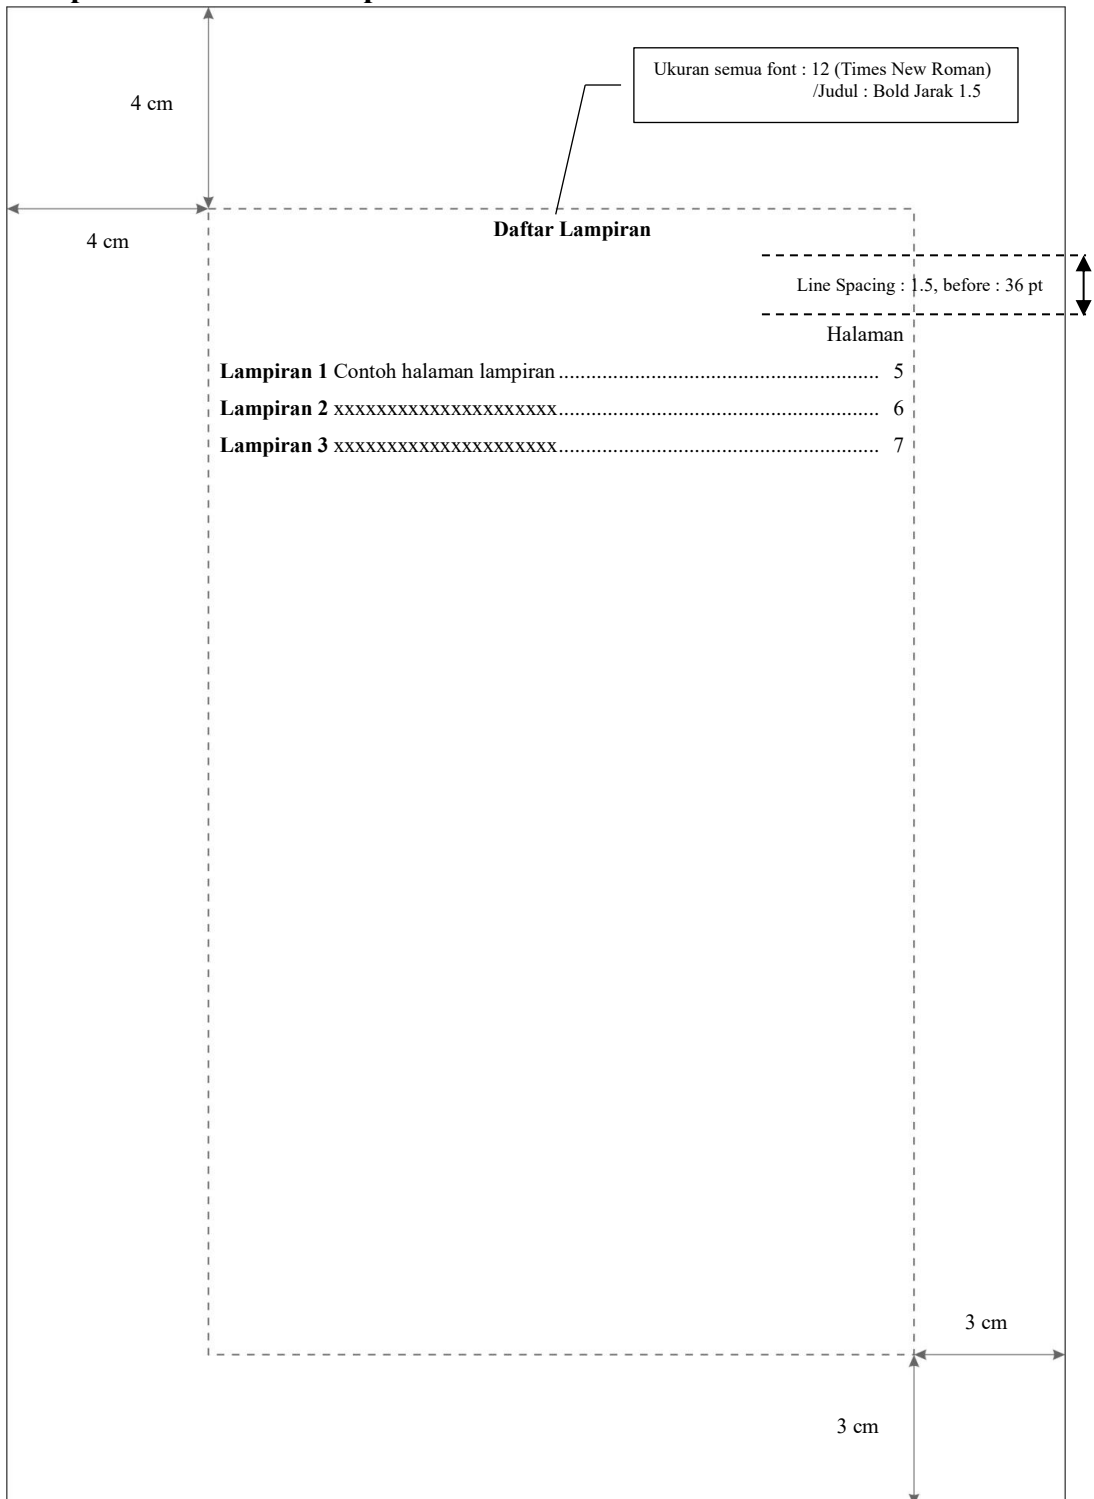 Ukuran semua font : 12 (Times New Roman)
/Judul : Bold Jarak 1.5
4 cm
4 cm
Daftar Lampiran
Line Spacing : 1.5, before : 36 pt
Halaman
Lampiran 1 Contoh halaman lampiran.......................................................... 5
Lampiran 2 xxxxxxxxxxxxxxxxxxxxx.......................................................... 6
Lampiran 3 xxxxxxxxxxxxxxxxxxxxx.......................................................... 7
3 cm
3 cm